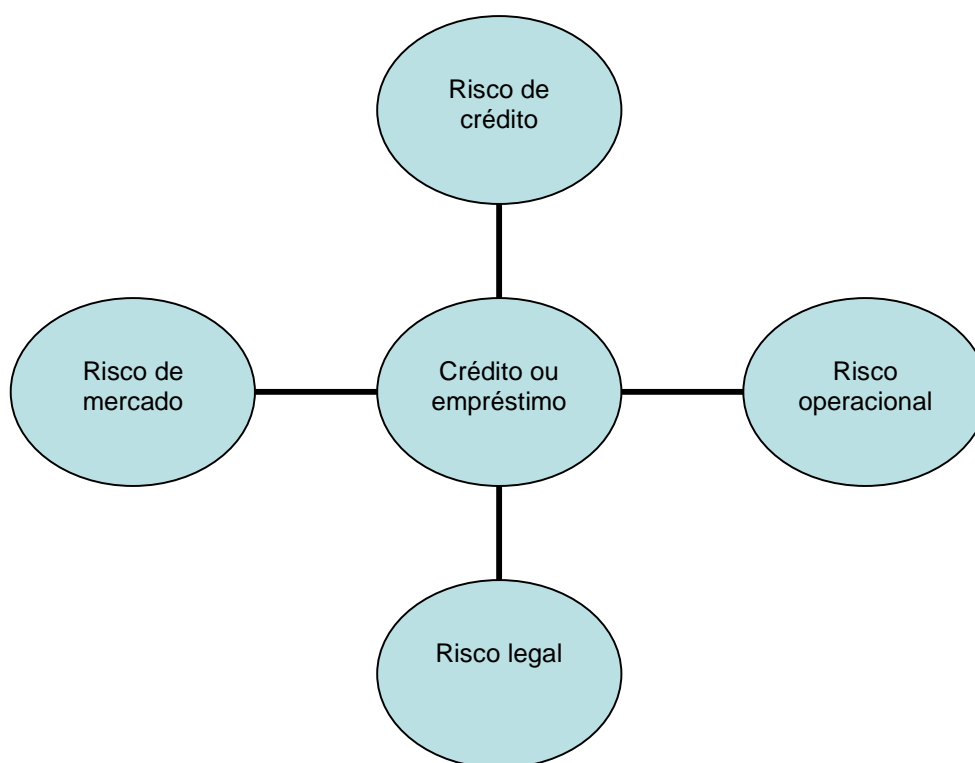 Risco de
crédito
Risco de
mercado
Crédito ou
empréstimo
Risco
operacional
Risco legal